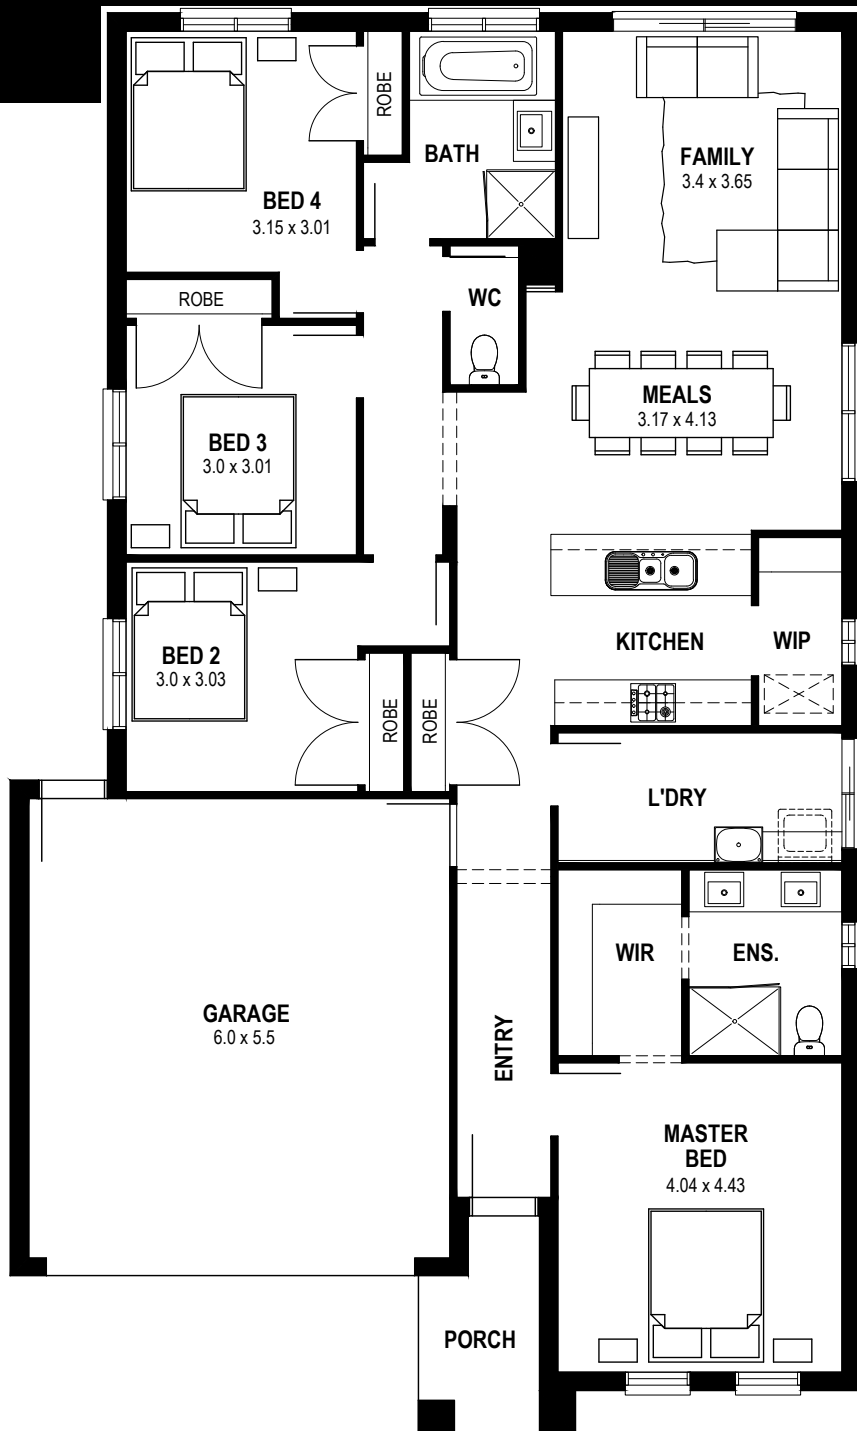 ROBE
BATH
FAMILY
3.4 x 3.65
BED 4
3.15 x 3.01
ROBE
WC
MEALS
3.17 x 4.13
BED 3
3.0 x 3.01
KITCHEN
WIP
BED 2
3.0 x 3.03
ROBE
ROBE
L'DRY
WIR
ENS.
GARAGE
6.0 x 5.5
ENTRY
MASTER
BED
4.04 x 4.43
PORCH